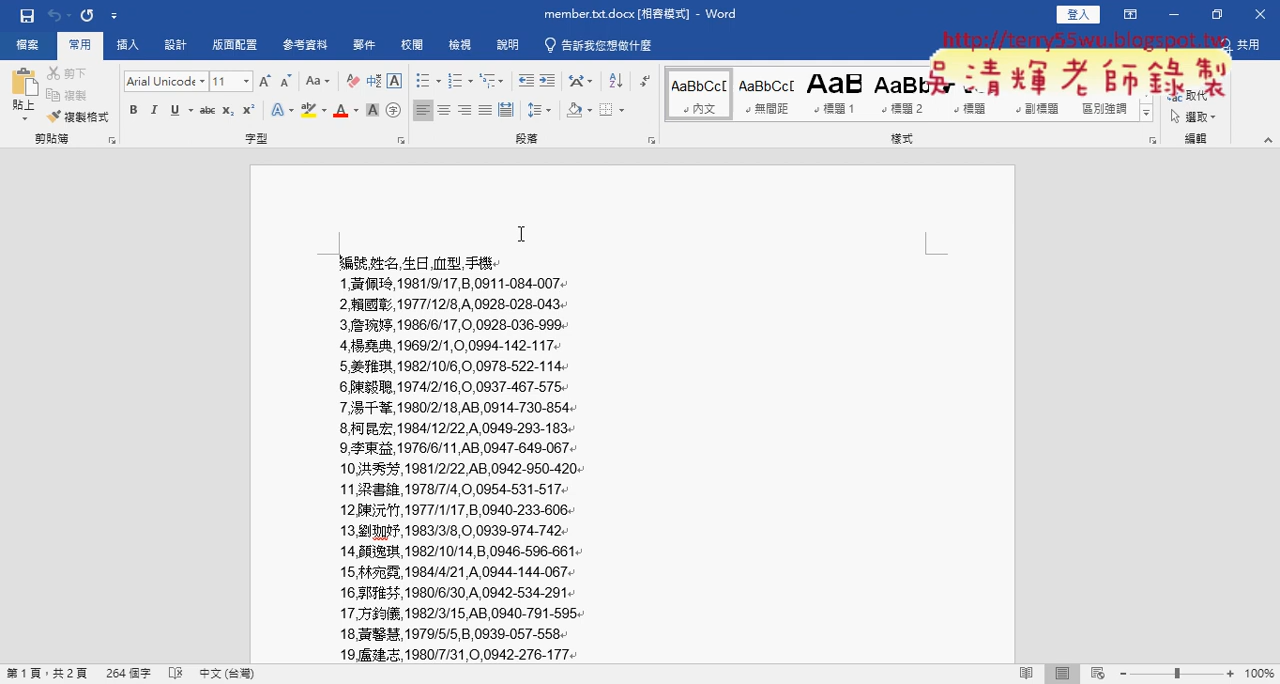 member.txt.docx [相容模式] - Word
登入
http://terry55wu.blogspot.tw
檔案 常用 插入 設計 版面配置 參考資料 郵件 校閱 檢視 說明 告訴我您想做什麼 共用
吳清輝老師錄製
貼上 剪下 複製 複製格式
Arial Unicode 11
AaBbCcD AaBbCcD AaB AaBb
內文 無間距 標題 1 標題 2 標題 副標題 區別強調
取代 選取
剪貼簿 字型 段落 樣式 編輯
編號,姓名,生日,血型,手機
1,黃佩玲,1981/9/17,B,0911-084-007
2,賴國彰,1977/12/8,A,0928-028-043
3,詹琬婷,1986/6/17,O,0928-036-999
4,楊堯典,1969/2/1,O,0994-142-117
5,姜雅琪,1982/10/6,O,0978-522-114
6,陳毅聰,1974/2/16,O,0937-467-575
7,湯千峯,1980/2/18,AB,0914-730-854
8,柯昆宏,1984/12/22,A,0949-293-183
9,李東益,1976/6/11,AB,0947-649-067
10,洪秀芳,1981/2/22,AB,0942-950-420
11,梁書維,1978/7/4,O,0954-531-517
12,陳沅竹,1977/1/17,B,0940-233-606
13,劉珈妤,1983/3/8,O,0939-974-742
14,顏逸琪,1982/10/14,B,0946-596-661
15,林宛霓,1984/4/21,A,0944-144-067
16,郭雅芬,1980/6/30,A,0942-534-291
17,方鈞儀,1982/3/15,AB,0940-791-595
18,黃馨慧,1979/5/5,B,0939-057-558
19,盧建志,1980/7/31,O,0942-276-177
第 1 頁，共 2 頁 264 個字 中文 (台灣) 100%